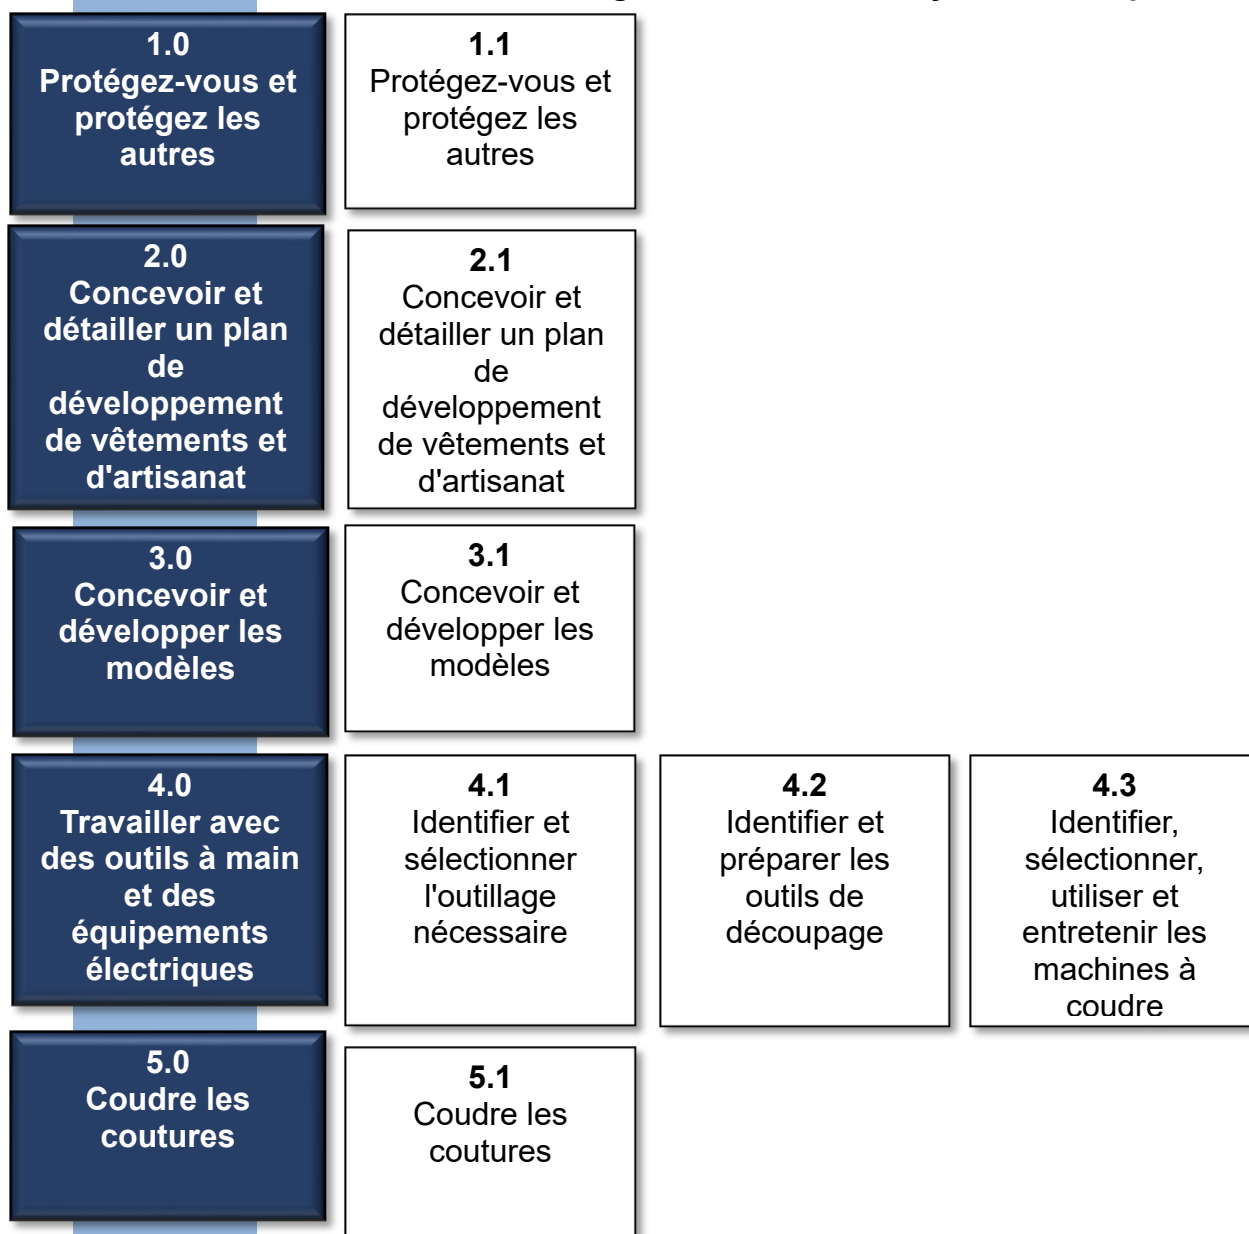 1.0
Protégez-vous et
protégez les
autres
1.1
Protégez-vous et
protégez les
autres
2.0
Concevoir et
détailler un plan
de
développement
de vêtements et
d'artisanat
2.1
Concevoir et
détailler un plan
de
développement
de vêtements et
d'artisanat
3.0
Concevoir et
développer les
modèles
3.1
Concevoir et
développer les
modèles
4.0
Travailler avec
des outils à main
et des
équipements
électriques
4.1
Identifier et
sélectionner
l'outillage
nécessaire
4.2
Identifier et
préparer les
outils de
découpage
4.3
Identifier,
sélectionner,
utiliser et
entretenir les
machines à
coudre
5.0
Coudre les
coutures
5.1
Coudre les
coutures